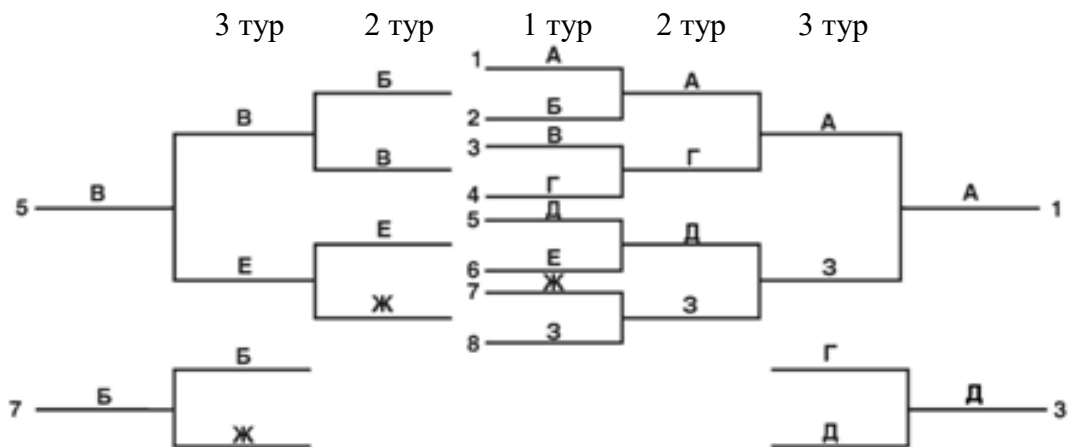 3 тур 2 тур 1 тур 2 тур 3 тур
1 А
Б А
2 Б
В А
3 В
В Г
4 Г
5 В А 1
5 Д
Е Д
6 Е
Е З
7 Ж
Ж З
8 З
Б Г
7 Б Д 3
Ж Д